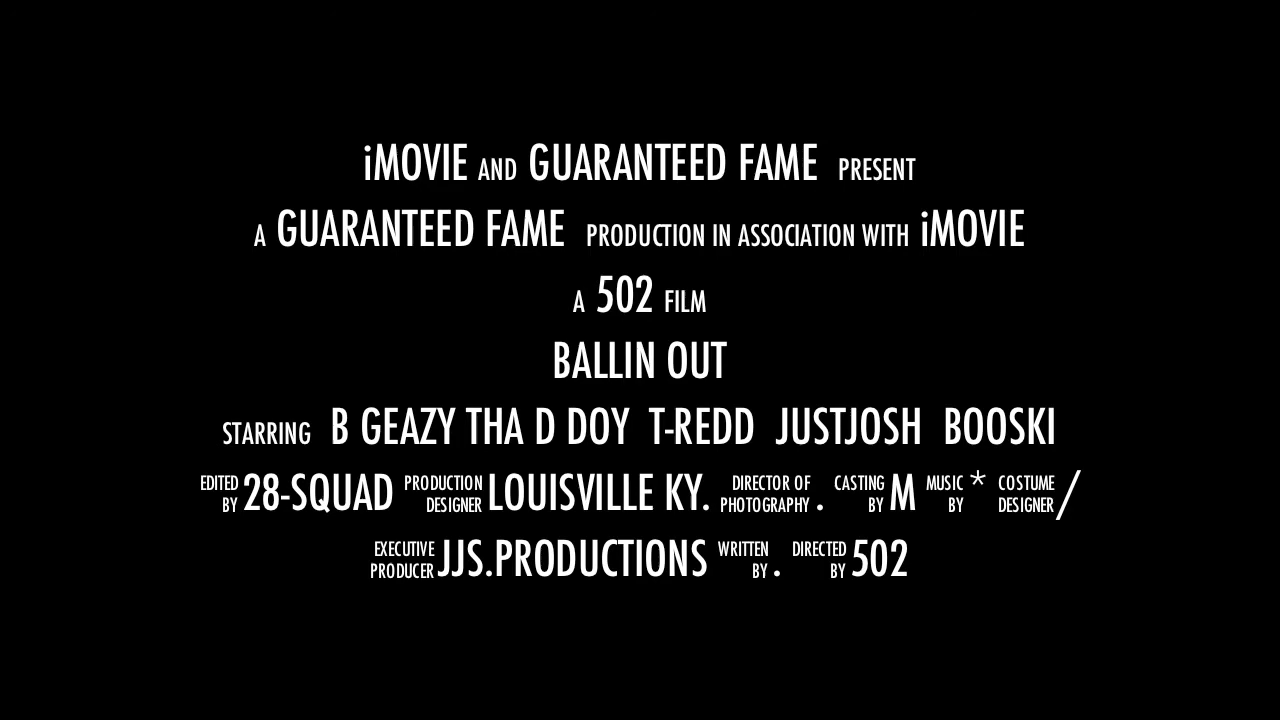 iMOVIE AND GUARANTEED FAME PRESENT
A GUARANTEED FAME PRODUCTION IN ASSOCIATION WITH iMOVIE
A 502 FILM
BALLIN OUT
STARRING B GEAZY THA D DOY T-REDD JUSTJOSH BOOSKI
EDITED BY 28-SQUAD PRODUCTION DESIGNER LOUISVILLE KY. DIRECTOR OF PHOTOGRAPHY . CASTING BY M MUSIC BY * COSTUME DESIGNER /
EXECUTIVE PRODUCER JJS.PRODUCTIONS WRITTEN BY . DIRECTED BY 502